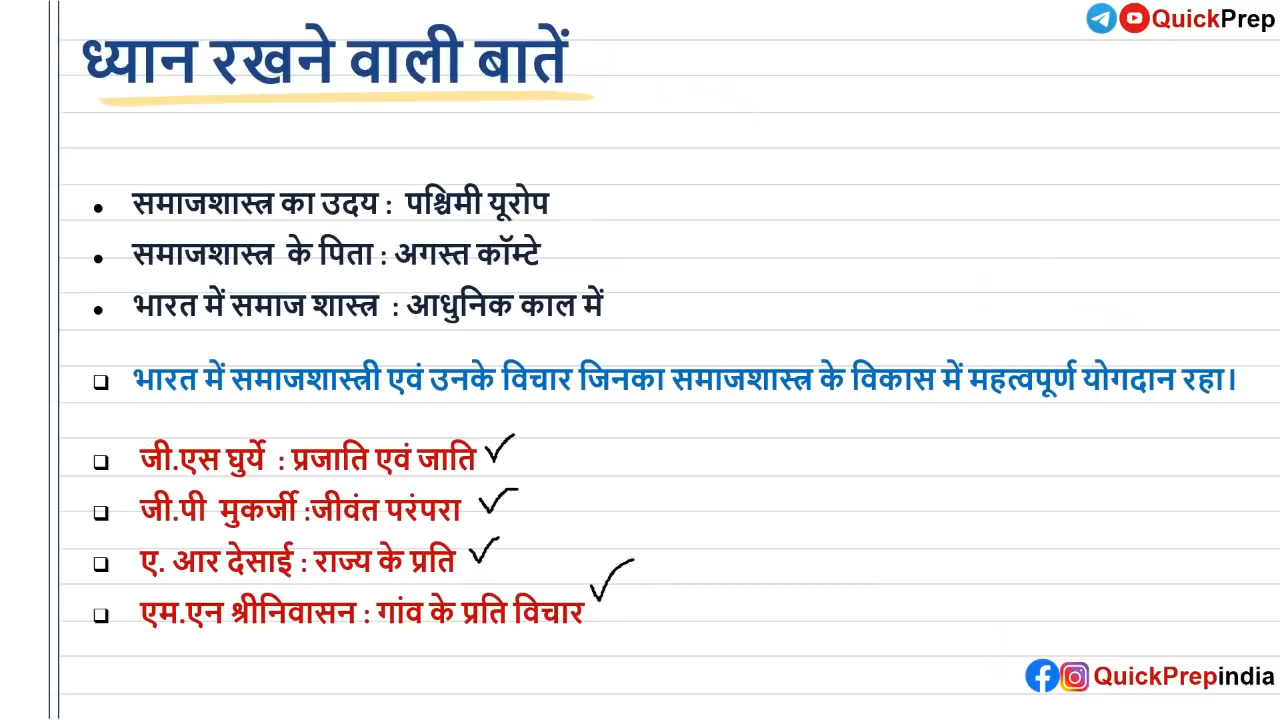 QuickPrep
ध्यान रखने वाली बातें
समाजशास्त्र का उदय : पश्चिमी यूरोप
समाजशास्त्र के पिता : अगस्त कॉम्टे
भारत में समाज शास्त्र : आधुनिक काल में
भारत में समाजशास्त्री एवं उनके विचार जिनका समाजशास्त्र के विकास में महत्वपूर्ण योगदान रहा।
जी.एस घुर्ये : प्रजाति एवं जाति
जी.पी मुकर्जी :जीवंत परंपरा
ए. आर देसाई : राज्य के प्रति
एम.एन श्रीनिवासन : गांव के प्रति विचार
QuickPrepindia